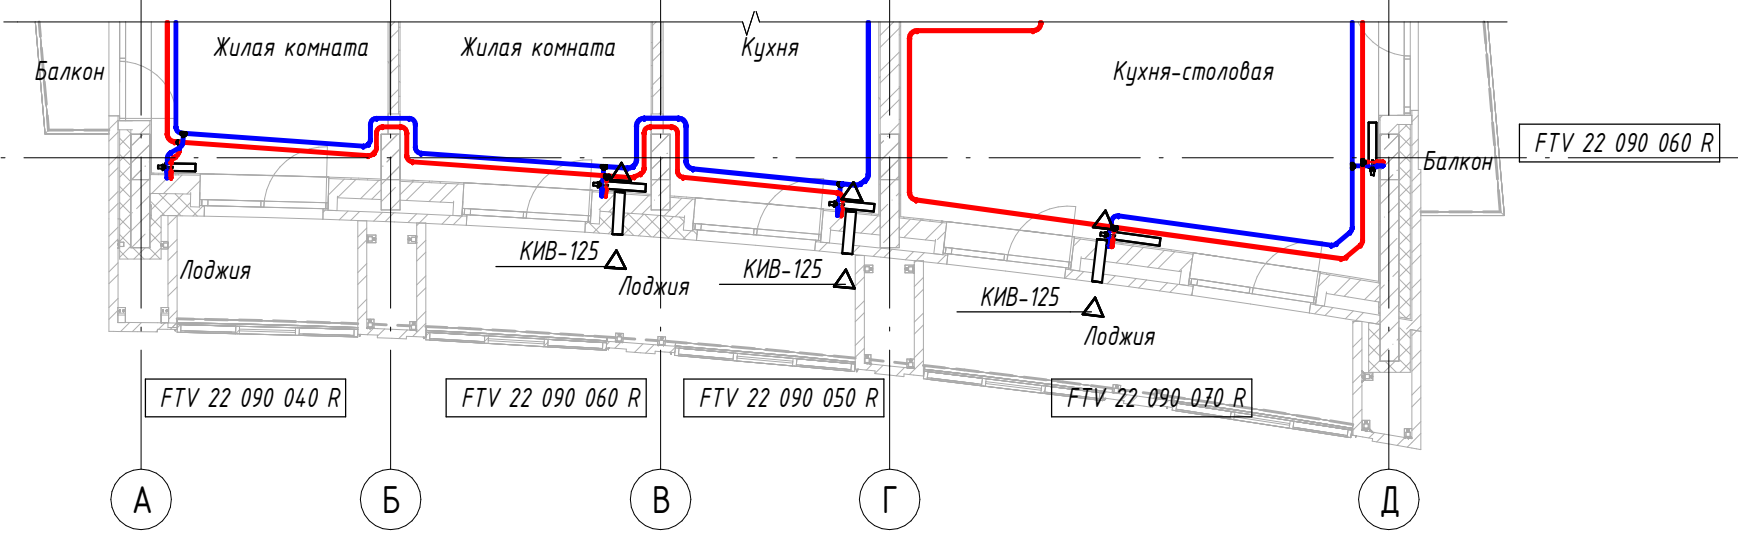 Жилая комната
Жилая комната
Кухня
Балкон
Кухня-столовая
FTV 22 090 060 R
Балкон
КИВ-125
КИВ-125
КИВ-125
Лоджия
Лоджия
Лоджия
FTV 22 090 040 R
FTV 22 090 060 R
FTV 22 090 050 R
FTV 22 090 070 R
А
Б
В
Г
Д